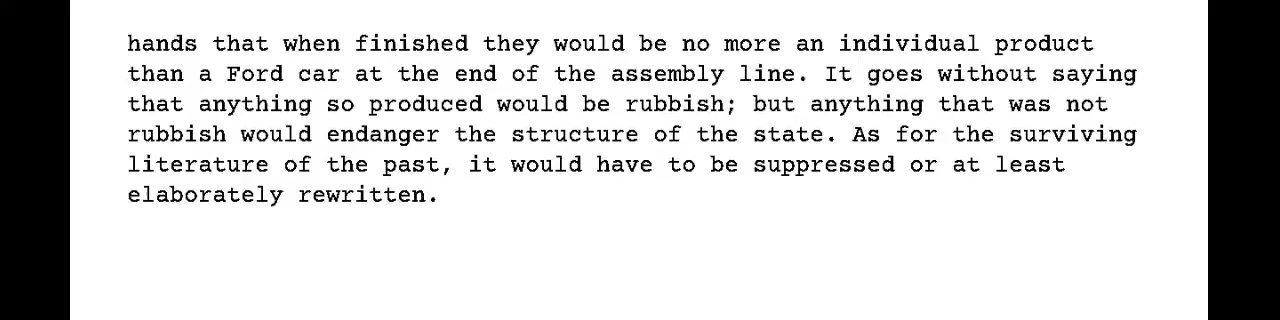 hands that when finished they would be no more an individual product
than a Ford car at the end of the assembly line. It goes without saying
that anything so produced would be rubbish; but anything that was not
rubbish would endanger the structure of the state. As for the surviving
literature of the past, it would have to be suppressed or at least
elaborately rewritten.